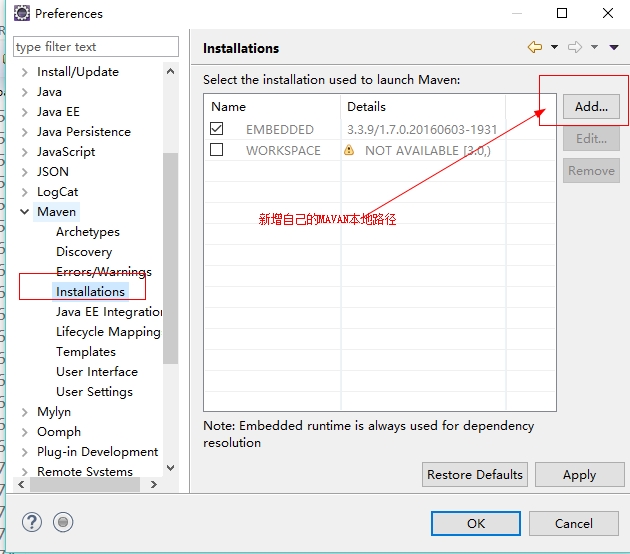 Preferences
type filter text
Install/Update
Java
Java EE
Java Persistence
JavaScript
JSON
LogCat
Maven
Archetypes
Discovery
Errors/Warnings
Installations
Java EE Integration
Lifecycle Mapping
Templates
User Interface
User Settings
Mylyn
Oomph
Plug-in Development
Remote Systems
Installations
Select the installation used to launch Maven:
Name Details
EMBEDDED 3.3.9/1.7.0.20160603-1931
WORKSPACE NOT AVAILABLE [3.0,)
新增自己的MAVAN本地路径
Add...
Edit...
Remove
Note: Embedded runtime is always used for dependency
resolution
Restore Defaults Apply
OK Cancel